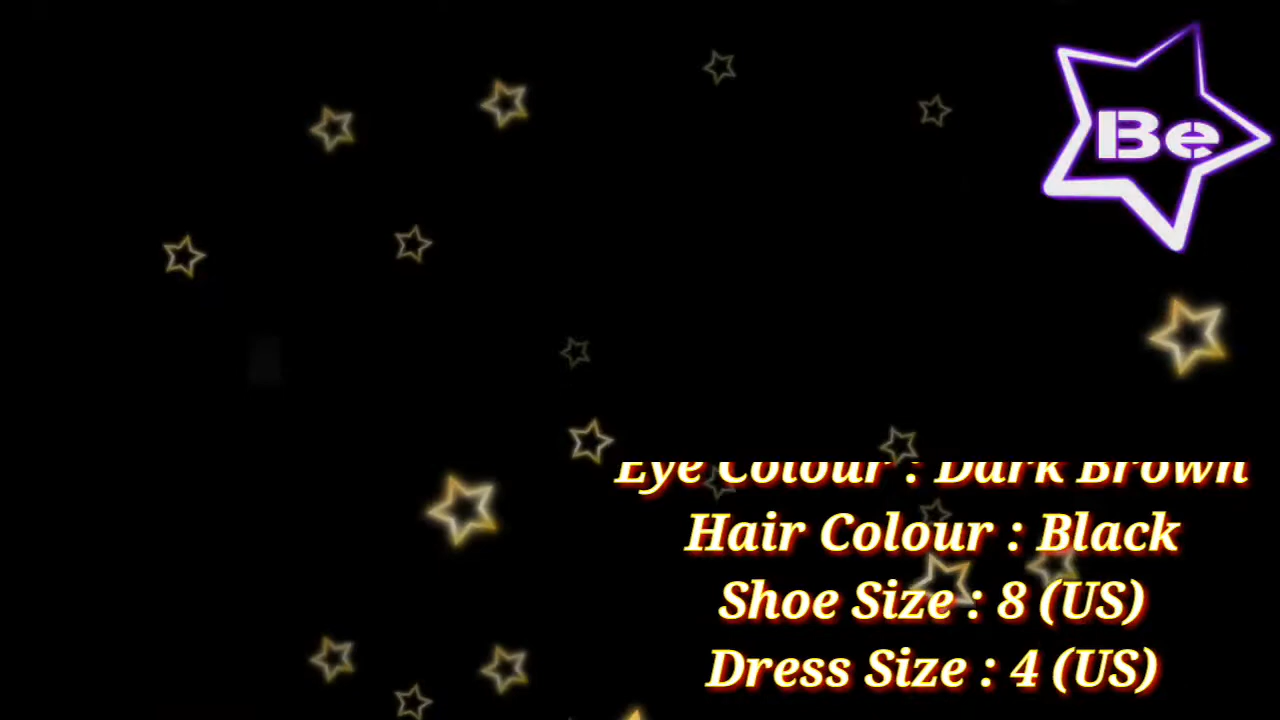 Be
Eye Colour : Dark Brown
Hair Colour : Black
Shoe Size : 8 (US)
Dress Size : 4 (US)